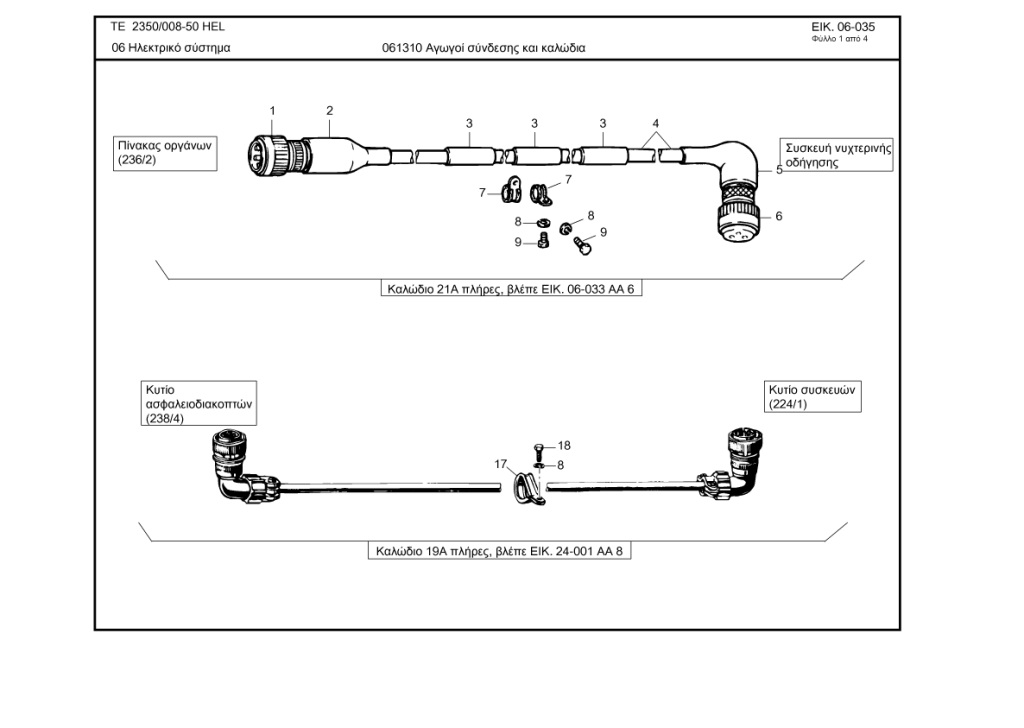 TE 2350/008-50 HEL
ΕΙΚ. 06-035
Φύλλο 1 από 4
06 Ηλεκτρικό σύστημα
061310 Αγωγοί σύνδεσης και καλώδια
1
2
3
3
3
4
Πίνακας οργάνων
(236/2)
Συσκευή νυχτερινής
οδήγησης
5
7
7
8
8
6
9
9
Καλώδιο 21Α πλήρες, βλέπε ΕΙΚ. 06-033 ΑΑ 6
Κυτίο
ασφαλειοδιακοπτών
(238/4)
Κυτίο συσκευών
(224/1)
18
17
8
Καλώδιο 19Α πλήρες, βλέπε ΕΙΚ. 24-001 ΑΑ 8